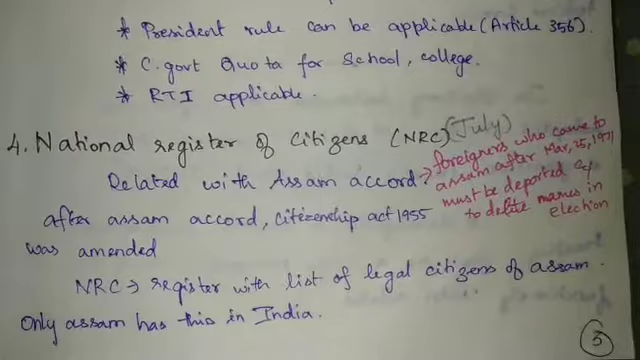 * President rule can be applicable (Article 356).
* C. govt Quota for School, college.
* RTI applicable.
4. National register of Citizens (NRC) (July)
Related with Assam accord →
foreigners who came to
assam after Mar, 25, 1971
must be deported &
to delete names in
election
after assam accord, Citizenship act 1955
was amended
NRC → register with list of legal citizens of assam.
Only assam has this in India.
5